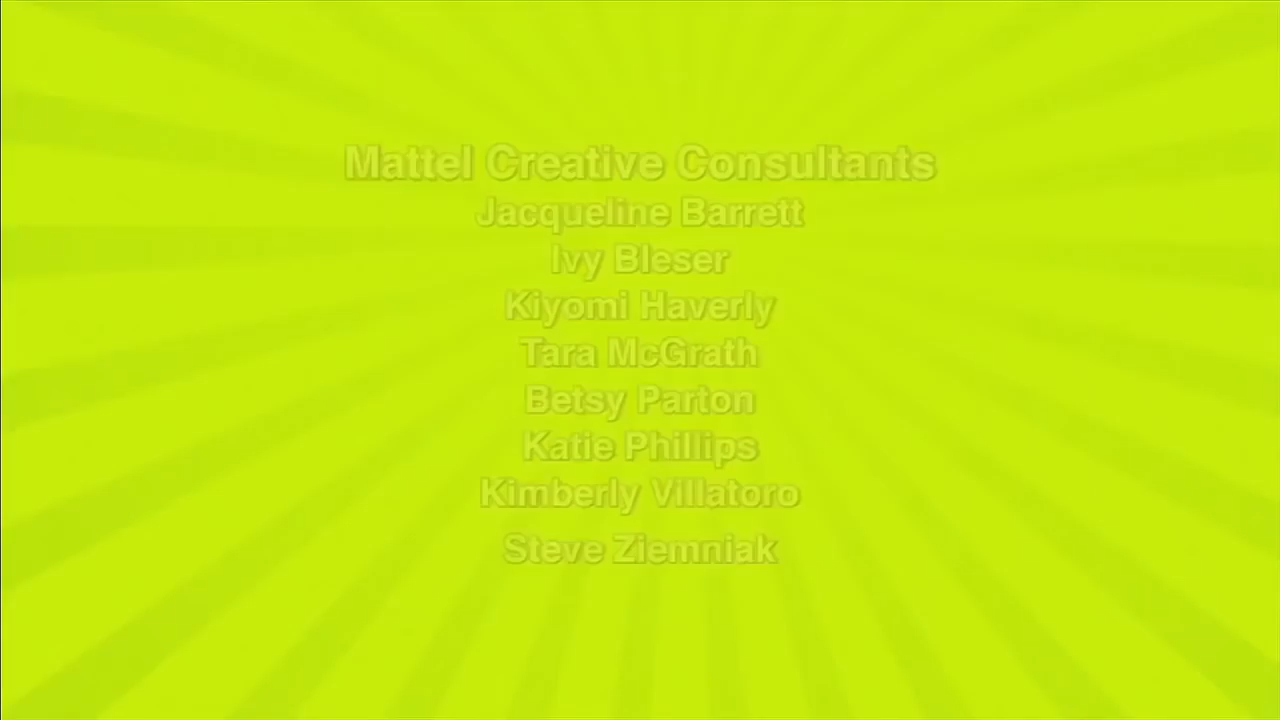 Mattel Creative Consultants
Jacqueline Barrett
Ivy Bleser
Kiyomi Haverly
Tara McGrath
Betsy Parton
Katie Phillips
Kimberly Villatoro
Steve Ziemniak